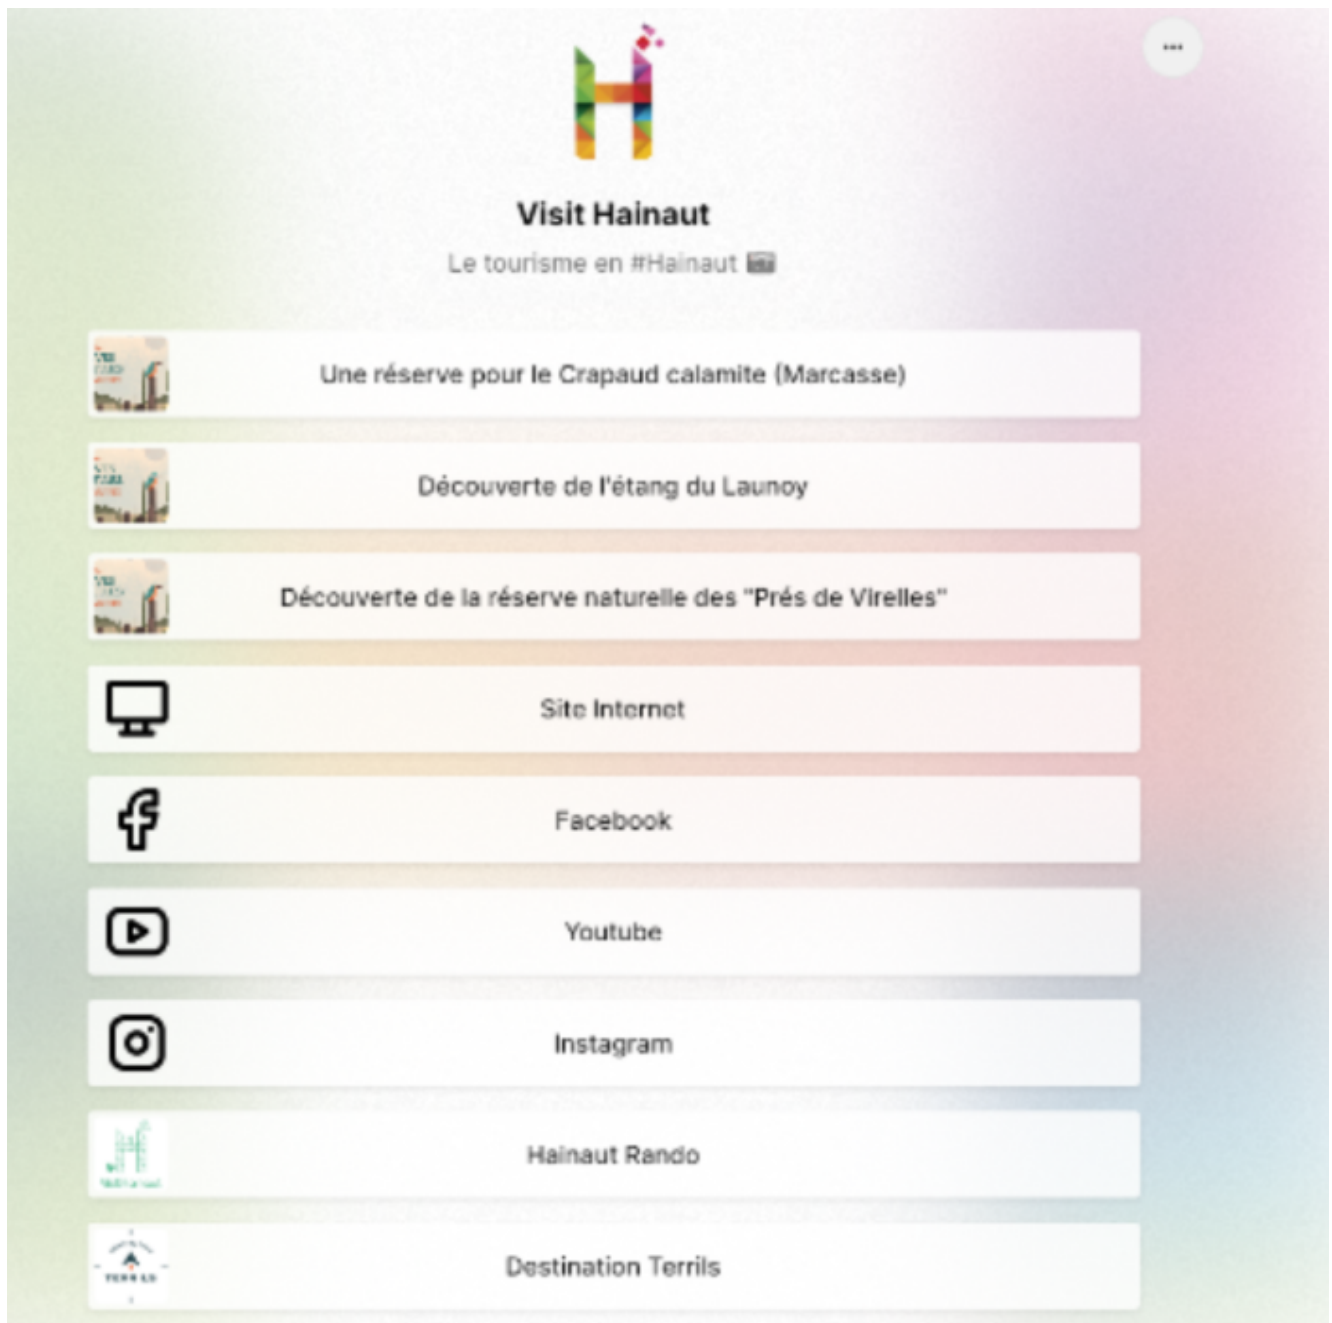 Visit Hainaut
Le tourisme en #Hainaut
Une réserve pour le Crapaud calamite (Marcasse)
Découverte de l'étang du Launoy
Découverte de la réserve naturelle des "Prés de Virelles"
Site Internet
Facebook
Youtube
Instagram
Hainaut Rando
Destination Terrils